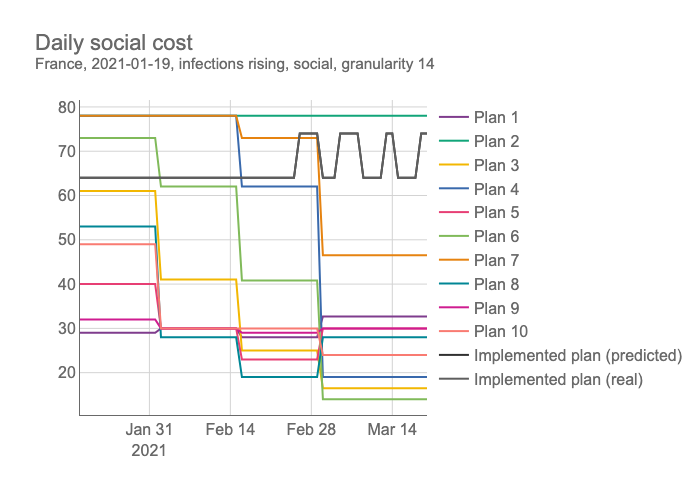 Daily social cost
France, 2021-01-19, infections rising, social, granularity 14
80
70
60
50
40
30
20
Jan 31
2021
Feb 14
Feb 28
Mar 14
Plan 1
Plan 2
Plan 3
Plan 4
Plan 5
Plan 6
Plan 7
Plan 8
Plan 9
Plan 10
Implemented plan (predicted)
Implemented plan (real)